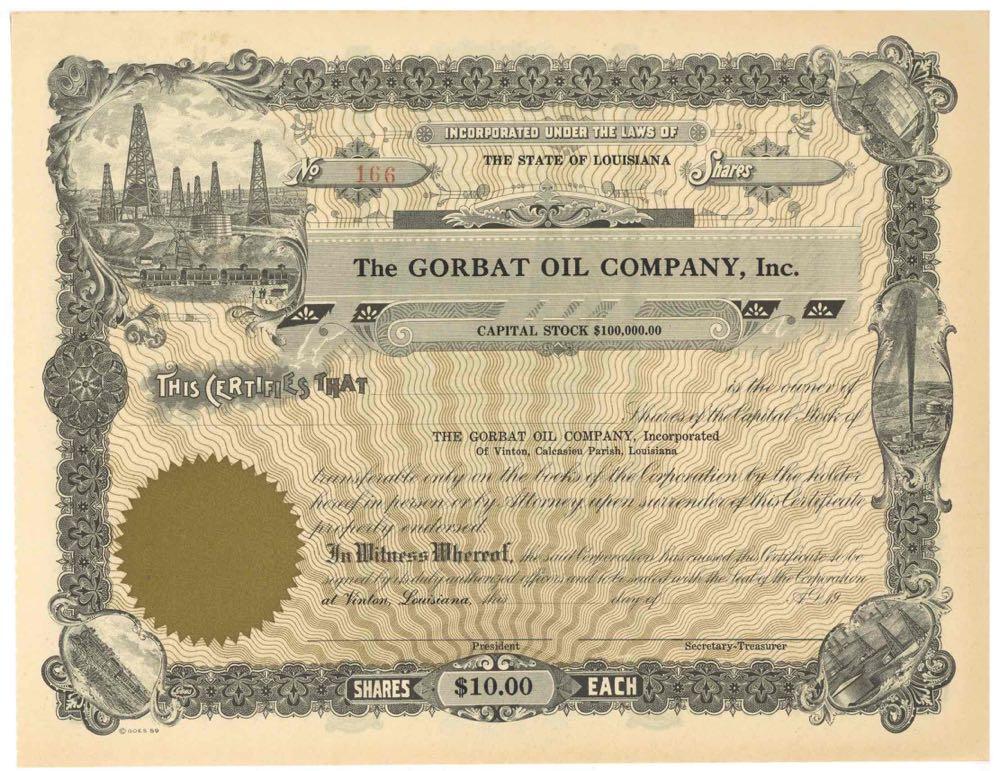 INCORPORATED UNDER THE LAWS OF
THE STATE OF LOUISIANA
No 166
Shares
The GORBAT OIL COMPANY, Inc.
CAPITAL STOCK $100,000.00
THIS CERTIFIES THAT is the owner of
Shares of the Capital Stock of
THE GORBAT OIL COMPANY, Incorporated
Of Vinton, Calcasieu Parish, Louisiana
transferable only on the books of the Corporation by the holder
hereof in person or by Attorney upon surrender of this Certificate
properly endorsed.
In Witness Whereof, the said Corporation has caused this Certificate to be
signed by its duly authorized officers and to be sealed with the Seal of the Corporation
at Vinton, Louisiana, this day of A.D. 19
President Secretary-Treasurer
SHARES $10.00 EACH
Goes
© GOES 89